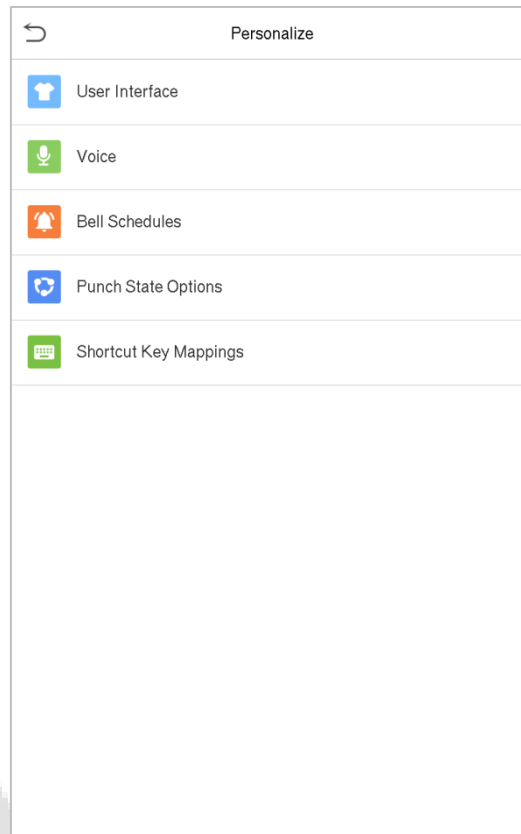 Personalize
User Interface
Voice
Bell Schedules
Punch State Options
Shortcut Key Mappings